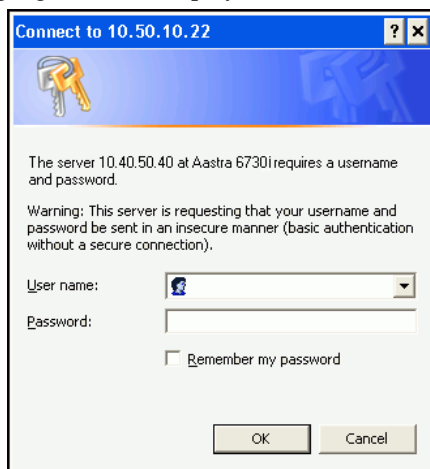 Connect to 10.50.10.22
The server 10.40.50.40 at Aastra 6730i requires a username
and password.
Warning: This server is requesting that your username and
password be sent in an insecure manner (basic authentication
without a secure connection).
User name:
Password:
Remember my password
OK Cancel